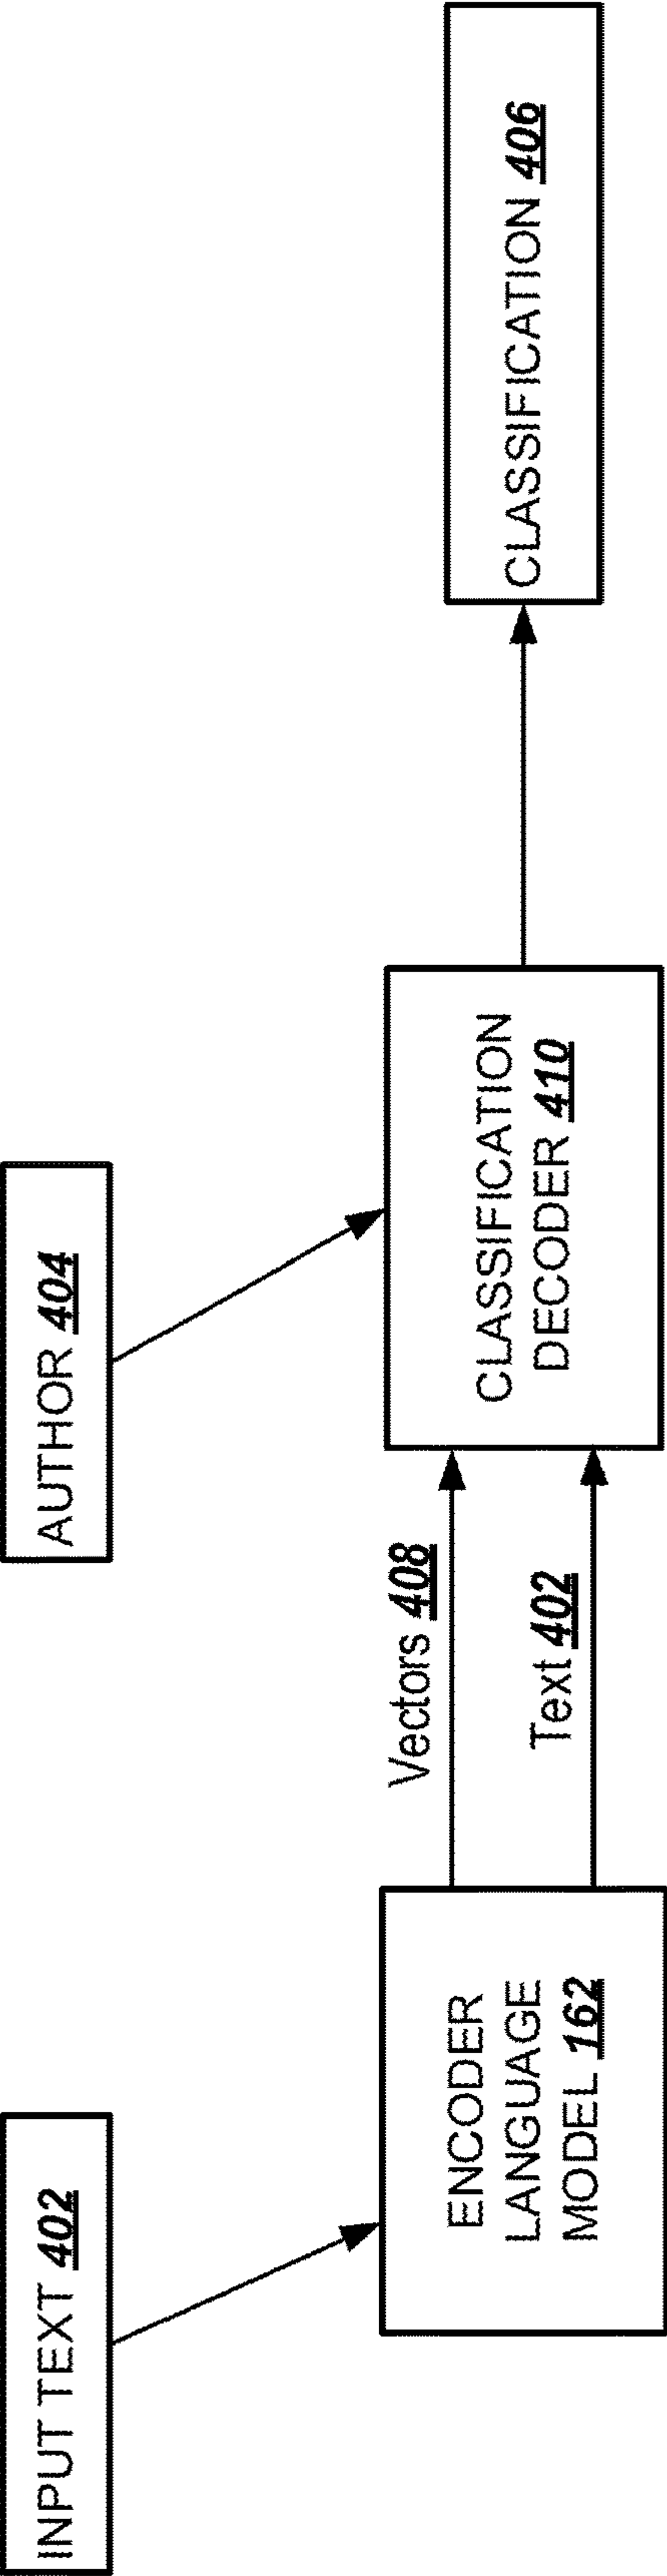 INPUT TEXT 402
AUTHOR 404
ENCODER
LANGUAGE
MODEL 162
Vectors 408
Text 402
CLASSIFICATION
DECODER 410
CLASSIFICATION 406